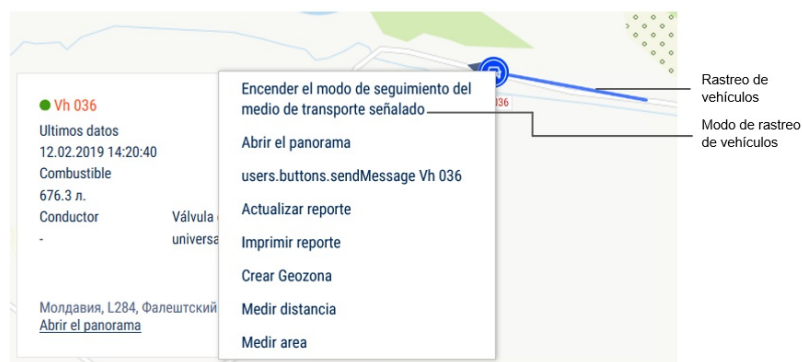 Vh 036
Ultimos datos
12.02.2019 14:20:40
Combustible
676.3 л.
Conductor Válvula
- universa
Молдавия, L284, Фалештский
Abrir el panorama
Encender el modo de seguimiento del
medio de transporte señalado
Abrir el panorama
users.buttons.sendMessage Vh 036
Actualizar reporte
Imprimir reporte
Crear Geozona
Medir distancia
Medir area
036
Rastreo de
vehículos
Modo de rastreo
de vehículos